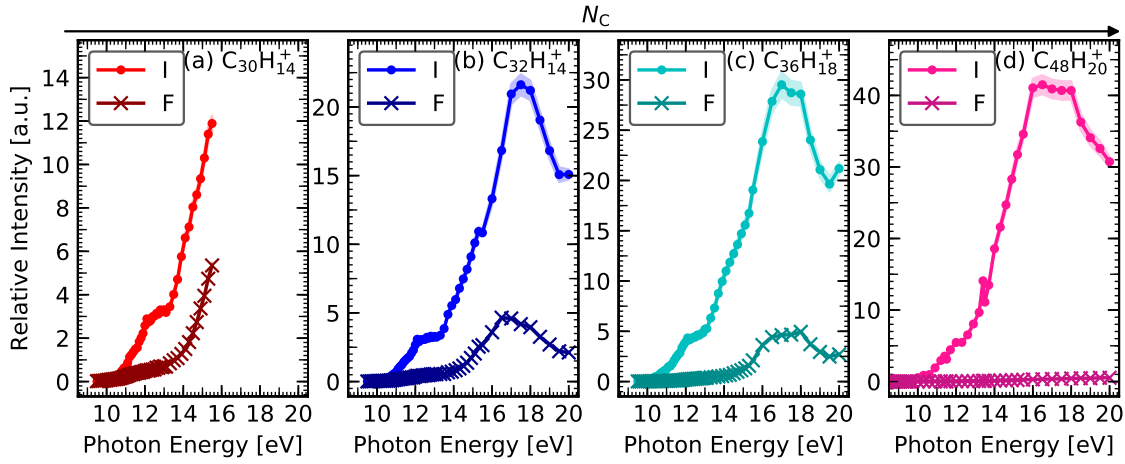 N_C
(a) C₃₀H₁₄⁺
I
F
(b) C₃₂H₁₄⁺
I
F
(c) C₃₆H₁₈⁺
I
F
(d) C₄₈H₂₀⁺
I
F
Relative Intensity [a.u.]
14
12
10
8
6
4
2
0
20
15
10
5
0
30
25
20
15
10
5
0
40
30
20
10
0
10 12 14 16 18 20
10 12 14 16 18 20
10 12 14 16 18 20
10 12 14 16 18 20
Photon Energy [eV]
Photon Energy [eV]
Photon Energy [eV]
Photon Energy [eV]